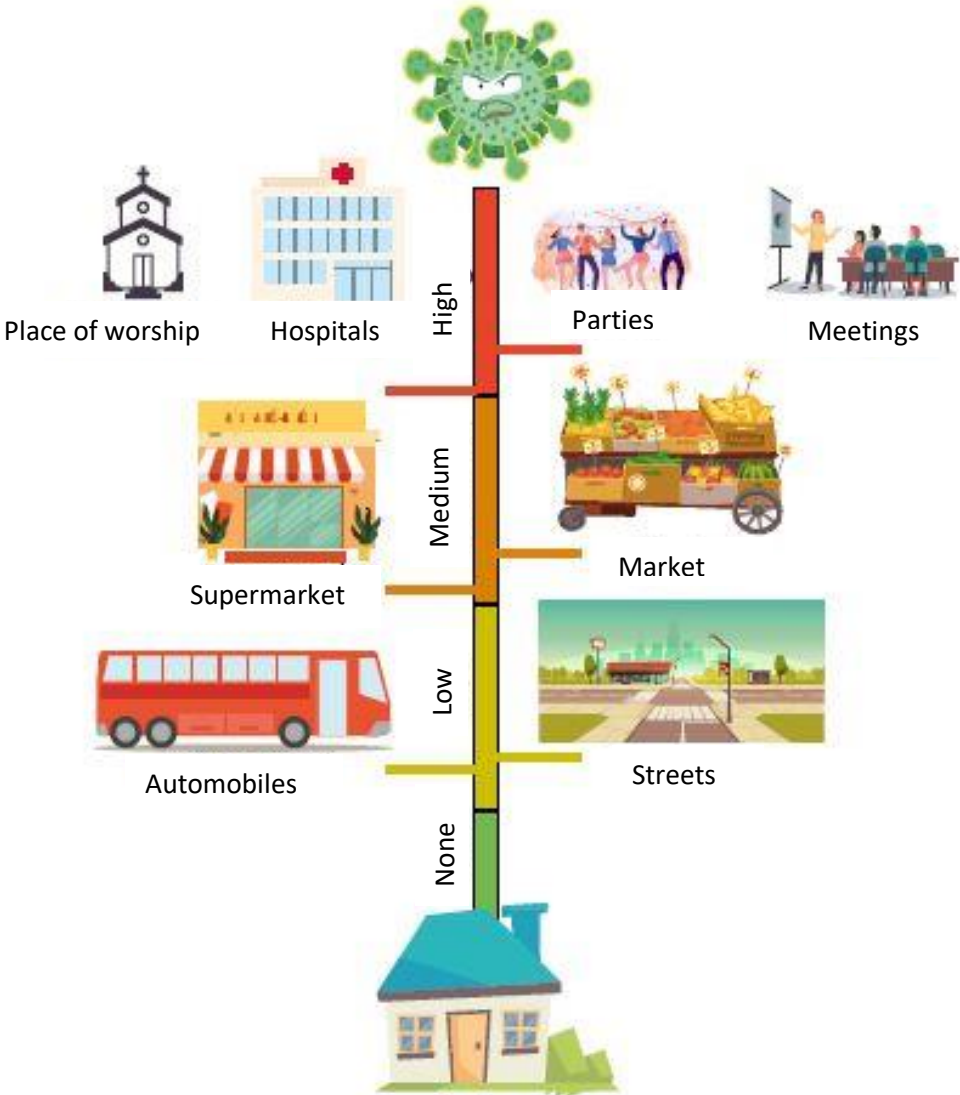 Place of worship
Hospitals
High
Parties
Meetings
Supermarket
Medium
Market
Automobiles
Low
Streets
None